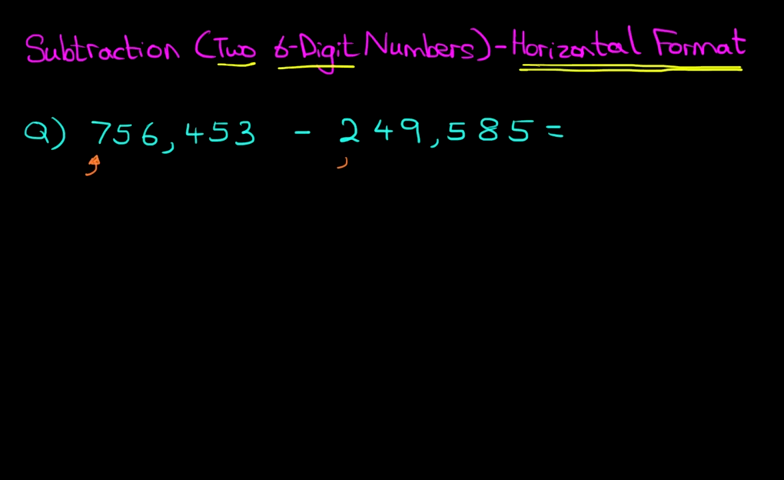 Subtraction (Two 6-Digit Numbers) - Horizontal Format
Q) 756,453 - 249,585 =